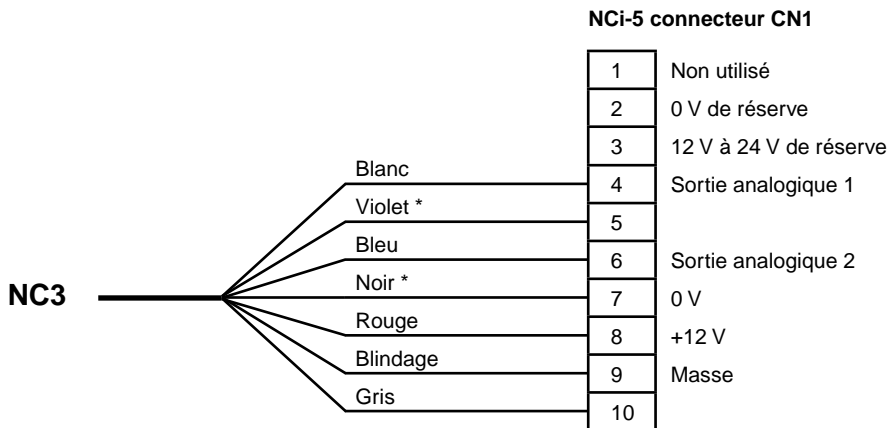 NCi-5 connecteur CN1
1 Non utilisé
2 0 V de réserve
3 12 V à 24 V de réserve
Blanc 4 Sortie analogique 1
Violet * 5
Bleu 6 Sortie analogique 2
NC3
Noir * 7 0 V
Rouge 8 +12 V
Blindage 9 Masse
Gris 10